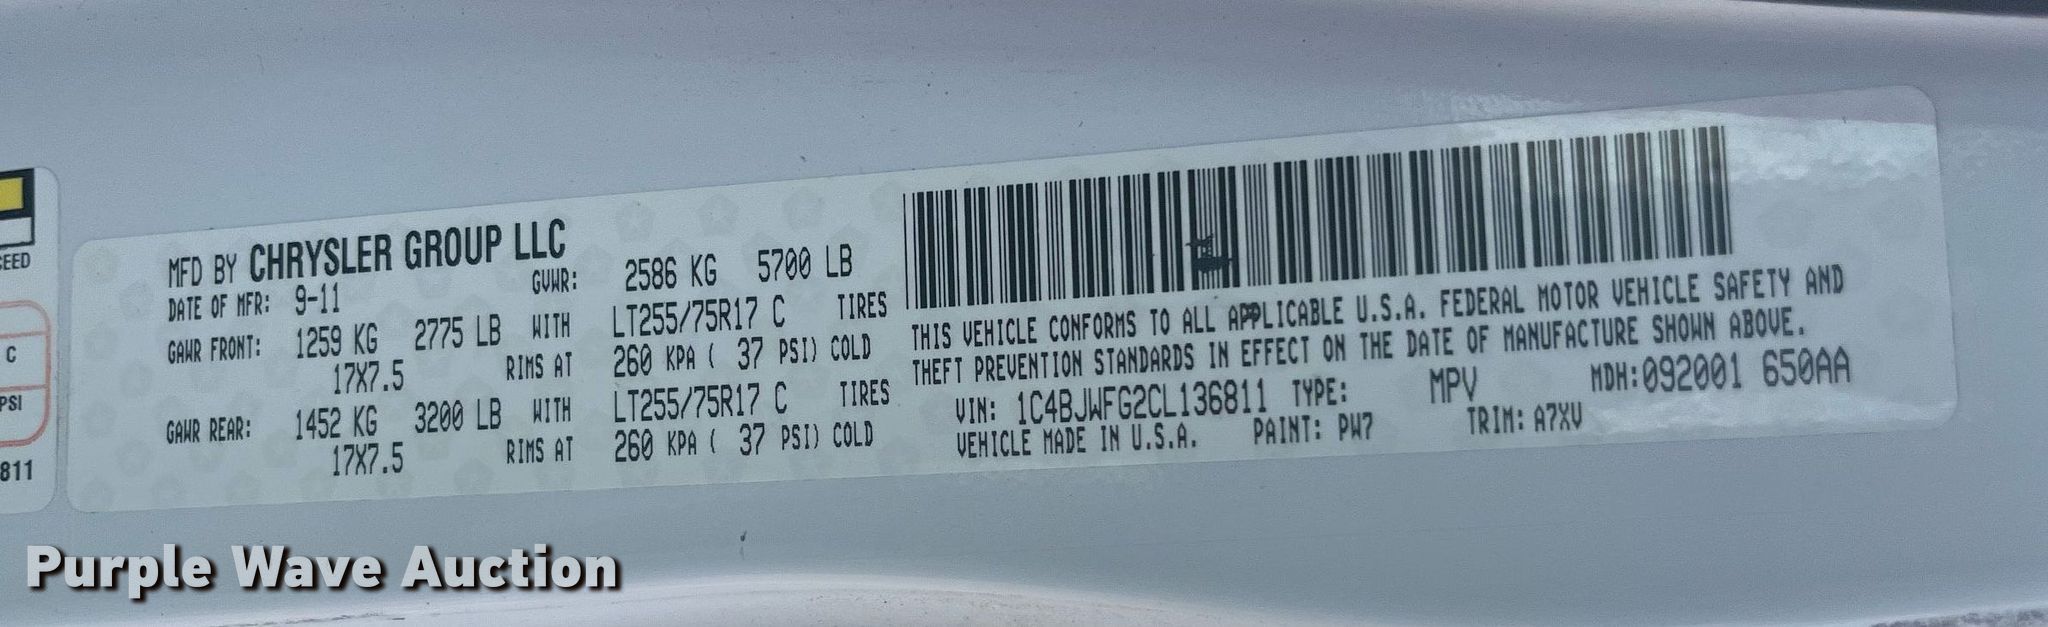 EED
C
PSI
811
MFD BY CHRYSLER GROUP LLC
DATE OF MFR: 9-11 GVWR: 2586 KG 5700 LB
GAWR FRONT: 1259 KG 2775 LB WITH LT255/75R17 C TIRES
17X7.5 RIMS AT 260 KPA ( 37 PSI) COLD
GAWR REAR: 1452 KG 3200 LB WITH LT255/75R17 C TIRES
17X7.5 RIMS AT 260 KPA ( 37 PSI) COLD
THIS VEHICLE CONFORMS TO ALL APPLICABLE U.S.A. FEDERAL MOTOR VEHICLE SAFETY AND
THEFT PREVENTION STANDARDS IN EFFECT ON THE DATE OF MANUFACTURE SHOWN ABOVE.
VIN: 1C4BJWFG2CL136811 TYPE: MPV MDH:092001 650AA
VEHICLE MADE IN U.S.A. PAINT: PW7 TRIM: A7XV
Purple Wave Auction